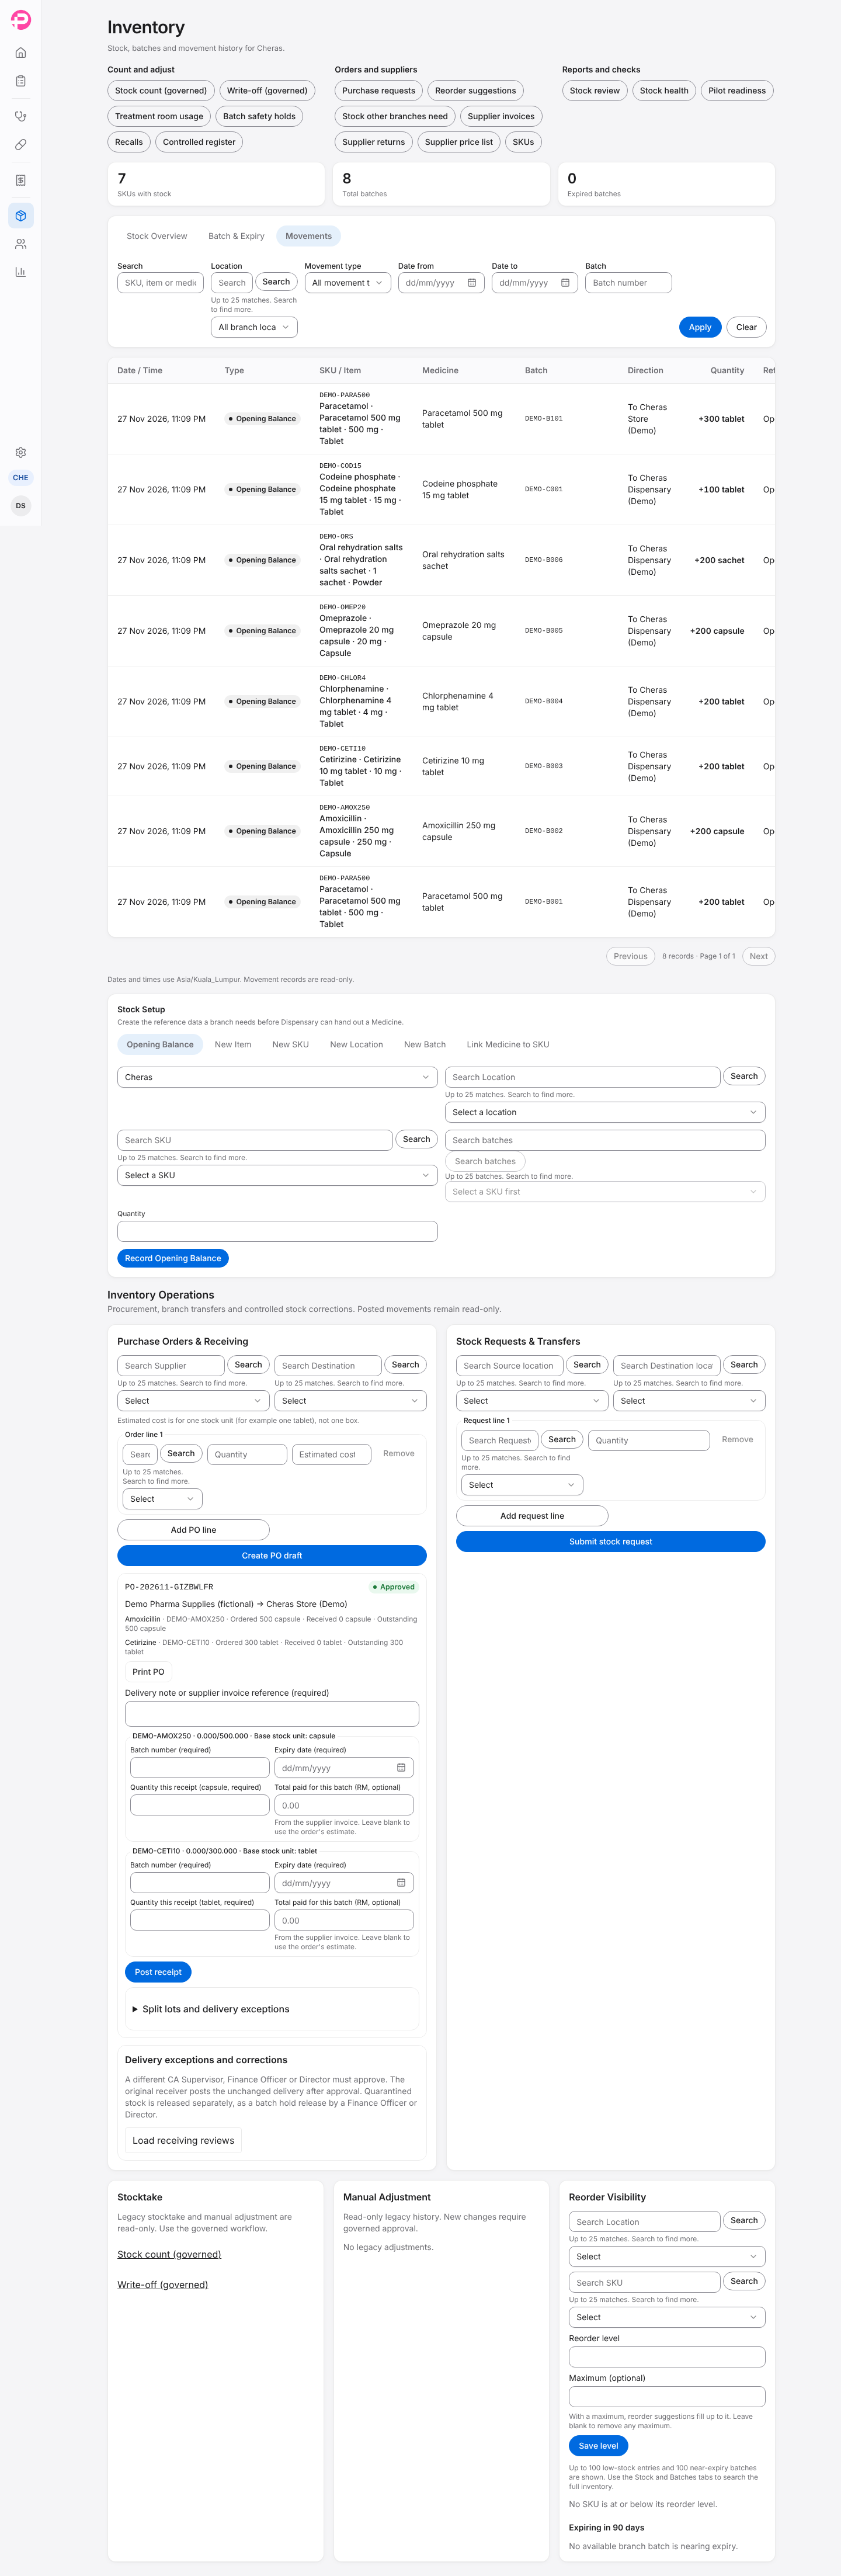 Inventory
Stock, batches and movement history for Cheras.
Count and adjust
Stock count (governed)
Write-off (governed)
Treatment room usage
Batch safety holds
Recalls
Controlled register
Orders and suppliers
Purchase requests
Reorder suggestions
Stock other branches need
Supplier invoices
Supplier returns
Supplier price list
SKUs
Reports and checks
Stock review
Stock health
Pilot readiness
7
SKUs with stock
8
Total batches
0
Expired batches
CHE
DS
Stock Overview
Batch & Expiry
Movements
Search
SKU, item or medic
Location
Search
Search
Up to 25 matches. Search
to find more.
All branch loca
Movement type
All movement t
Date from
dd/mm/yyyy
Date to
dd/mm/yyyy
Batch
Batch number
Apply
Clear
Date / Time Type SKU / Item Medicine Batch Direction Quantity Ref
27 Nov 2026, 11:09 PM
Opening Balance
DEMO-PARA500
Paracetamol ·
Paracetamol 500 mg
tablet · 500 mg ·
Tablet
Paracetamol 500 mg
tablet
DEMO-B101
To Cheras
Store
(Demo)
+300 tablet
Op
27 Nov 2026, 11:09 PM
Opening Balance
DEMO-COD15
Codeine phosphate ·
Codeine phosphate
15 mg tablet · 15 mg ·
Tablet
Codeine phosphate
15 mg tablet
DEMO-C001
To Cheras
Dispensary
(Demo)
+100 tablet
Op
27 Nov 2026, 11:09 PM
Opening Balance
DEMO-ORS
Oral rehydration salts
· Oral rehydration
salts sachet · 1
sachet · Powder
Oral rehydration salts
sachet
DEMO-B006
To Cheras
Dispensary
(Demo)
+200 sachet
Op
27 Nov 2026, 11:09 PM
Opening Balance
DEMO-OMEP20
Omeprazole ·
Omeprazole 20 mg
capsule · 20 mg ·
Capsule
Omeprazole 20 mg
capsule
DEMO-B005
To Cheras
Dispensary
(Demo)
+200 capsule
Op
27 Nov 2026, 11:09 PM
Opening Balance
DEMO-CHLOR4
Chlorphenamine ·
Chlorphenamine 4
mg tablet · 4 mg ·
Tablet
Chlorphenamine 4
mg tablet
DEMO-B004
To Cheras
Dispensary
(Demo)
+200 tablet
Op
27 Nov 2026, 11:09 PM
Opening Balance
DEMO-CETI10
Cetirizine · Cetirizine
10 mg tablet · 10 mg ·
Tablet
Cetirizine 10 mg
tablet
DEMO-B003
To Cheras
Dispensary
(Demo)
+200 tablet
Op
27 Nov 2026, 11:09 PM
Opening Balance
DEMO-AMOX250
Amoxicillin ·
Amoxicillin 250 mg
capsule · 250 mg ·
Capsule
Amoxicillin 250 mg
capsule
DEMO-B002
To Cheras
Dispensary
(Demo)
+200 capsule
Op
27 Nov 2026, 11:09 PM
Opening Balance
DEMO-PARA500
Paracetamol ·
Paracetamol 500 mg
tablet · 500 mg ·
Tablet
Paracetamol 500 mg
tablet
DEMO-B001
To Cheras
Dispensary
(Demo)
+200 tablet
Op
Previous
8 records · Page 1 of 1
Next
Dates and times use Asia/Kuala_Lumpur. Movement records are read-only.
Stock Setup
Create the reference data a branch needs before Dispensary can hand out a Medicine.
Opening Balance
New Item
New SKU
New Location
New Batch
Link Medicine to SKU
Cheras
Search Location
Search
Up to 25 matches. Search to find more.
Select a location
Search SKU
Search
Up to 25 matches. Search to find more.
Select a SKU
Search batches
Search batches
Up to 25 batches. Search to find more.
Select a SKU first
Quantity
Record Opening Balance
Inventory Operations
Procurement, branch transfers and controlled stock corrections. Posted movements remain read-only.
Purchase Orders & Receiving
Search Supplier
Search
Up to 25 matches. Search to find more.
Select
Search Destination
Search
Up to 25 matches. Search to find more.
Select
Estimated cost is for one stock unit (for example one tablet), not one box.
Order line 1
Searc
Search
Quantity
Estimated cost
Remove
Up to 25 matches.
Search to find more.
Select
Add PO line
Create PO draft
PO-202611-GIZBWLFR
Approved
Demo Pharma Supplies (fictional) → Cheras Store (Demo)
Amoxicillin · DEMO-AMOX250 · Ordered 500 capsule · Received 0 capsule · Outstanding
500 capsule
Cetirizine · DEMO-CETI10 · Ordered 300 tablet · Received 0 tablet · Outstanding 300
tablet
Print PO
Delivery note or supplier invoice reference (required)
DEMO-AMOX250 · 0.000/500.000 · Base stock unit: capsule
Batch number (required)
Expiry date (required)
dd/mm/yyyy
Quantity this receipt (capsule, required)
Total paid for this batch (RM, optional)
0.00
From the supplier invoice. Leave blank to
use the order's estimate.
DEMO-CETI10 · 0.000/300.000 · Base stock unit: tablet
Batch number (required)
Expiry date (required)
dd/mm/yyyy
Quantity this receipt (tablet, required)
Total paid for this batch (RM, optional)
0.00
From the supplier invoice. Leave blank to
use the order's estimate.
Post receipt
Split lots and delivery exceptions
Delivery exceptions and corrections
A different CA Supervisor, Finance Officer or Director must approve. The
original receiver posts the unchanged delivery after approval. Quarantined
stock is released separately, as a batch hold release by a Finance Officer or
Director.
Load receiving reviews
Stock Requests & Transfers
Search Source location
Search
Up to 25 matches. Search to find more.
Select
Search Destination locat
Search
Up to 25 matches. Search to find more.
Select
Request line 1
Search Request
Search
Quantity
Remove
Up to 25 matches. Search to find
more.
Select
Add request line
Submit stock request
Stocktake
Legacy stocktake and manual adjustment are
read-only. Use the governed workflow.
Stock count (governed)
Write-off (governed)
Manual Adjustment
Read-only legacy history. New changes require
governed approval.
No legacy adjustments.
Reorder Visibility
Search Location
Search
Up to 25 matches. Search to find more.
Select
Search SKU
Search
Up to 25 matches. Search to find more.
Select
Reorder level
Maximum (optional)
With a maximum, reorder suggestions fill up to it. Leave
blank to remove any maximum.
Save level
Up to 100 low-stock entries and 100 near-expiry batches
are shown. Use the Stock and Batches tabs to search the
full inventory.
No SKU is at or below its reorder level.
Expiring in 90 days
No available branch batch is nearing expiry.